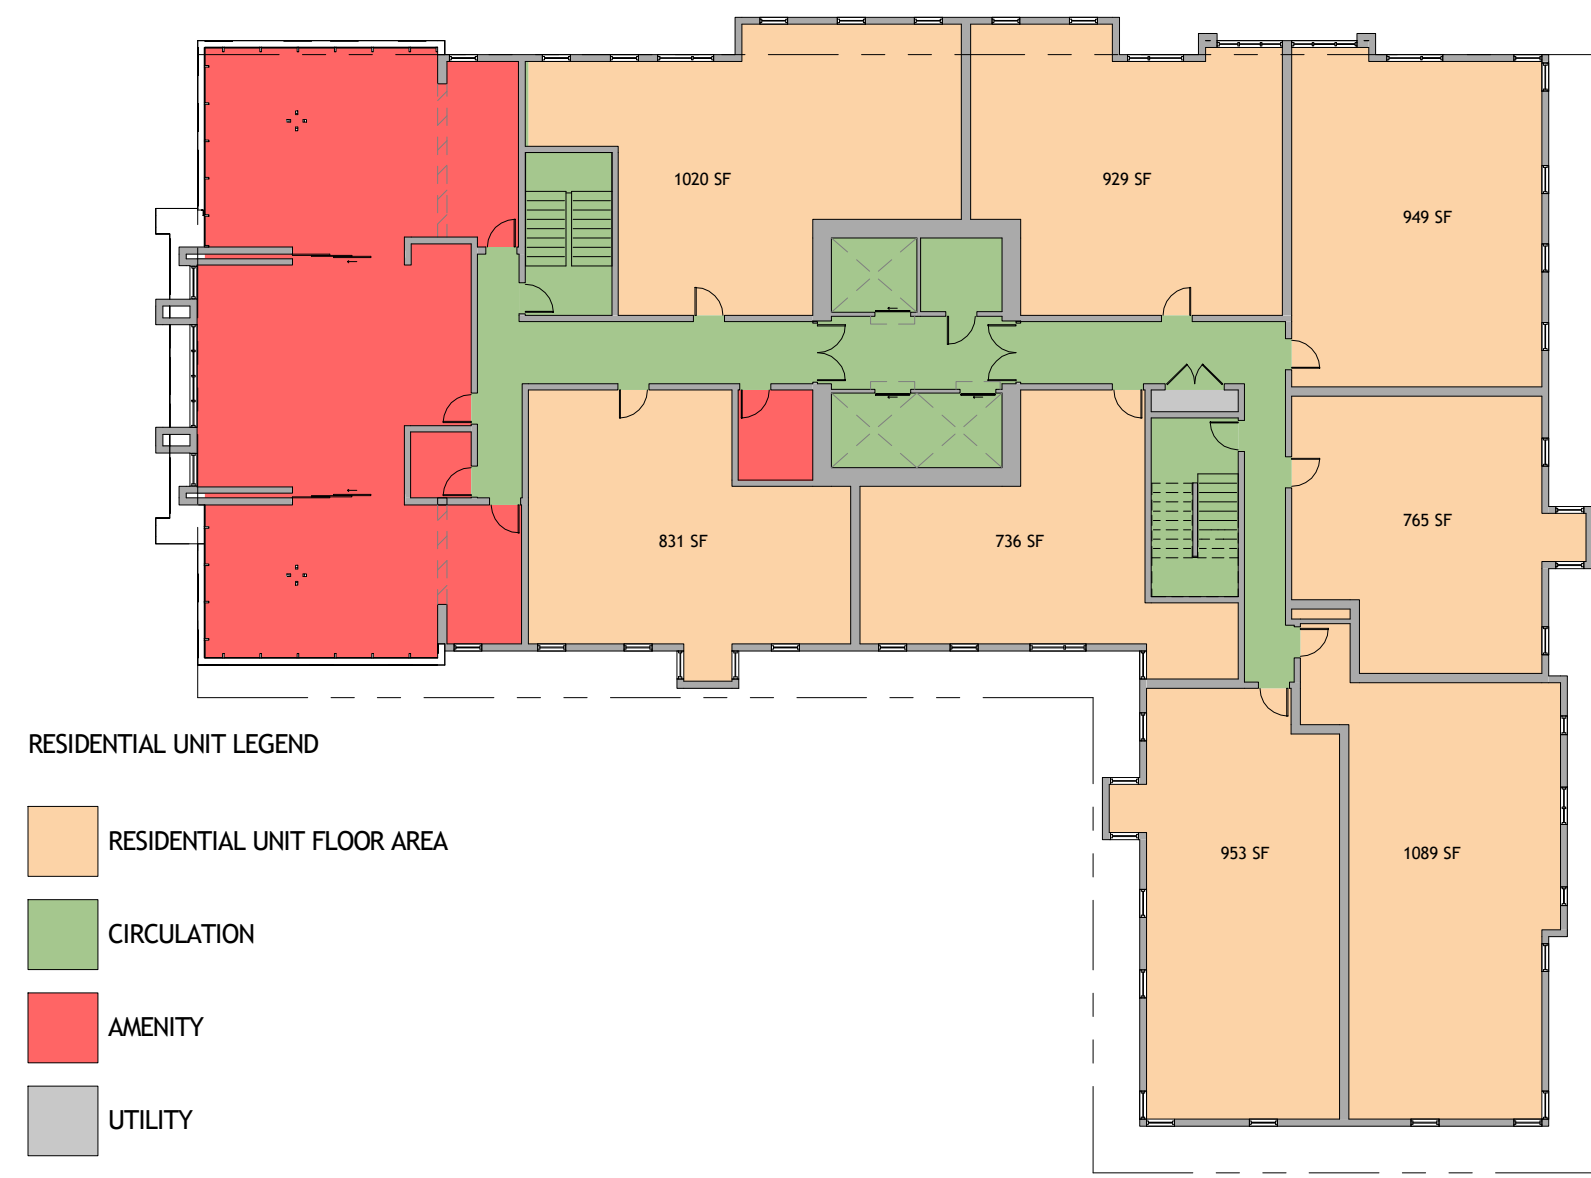 1020 SF
929 SF
949 SF
831 SF
736 SF
765 SF
953 SF
1089 SF
RESIDENTIAL UNIT LEGEND
RESIDENTIAL UNIT FLOOR AREA
CIRCULATION
AMENITY
UTILITY